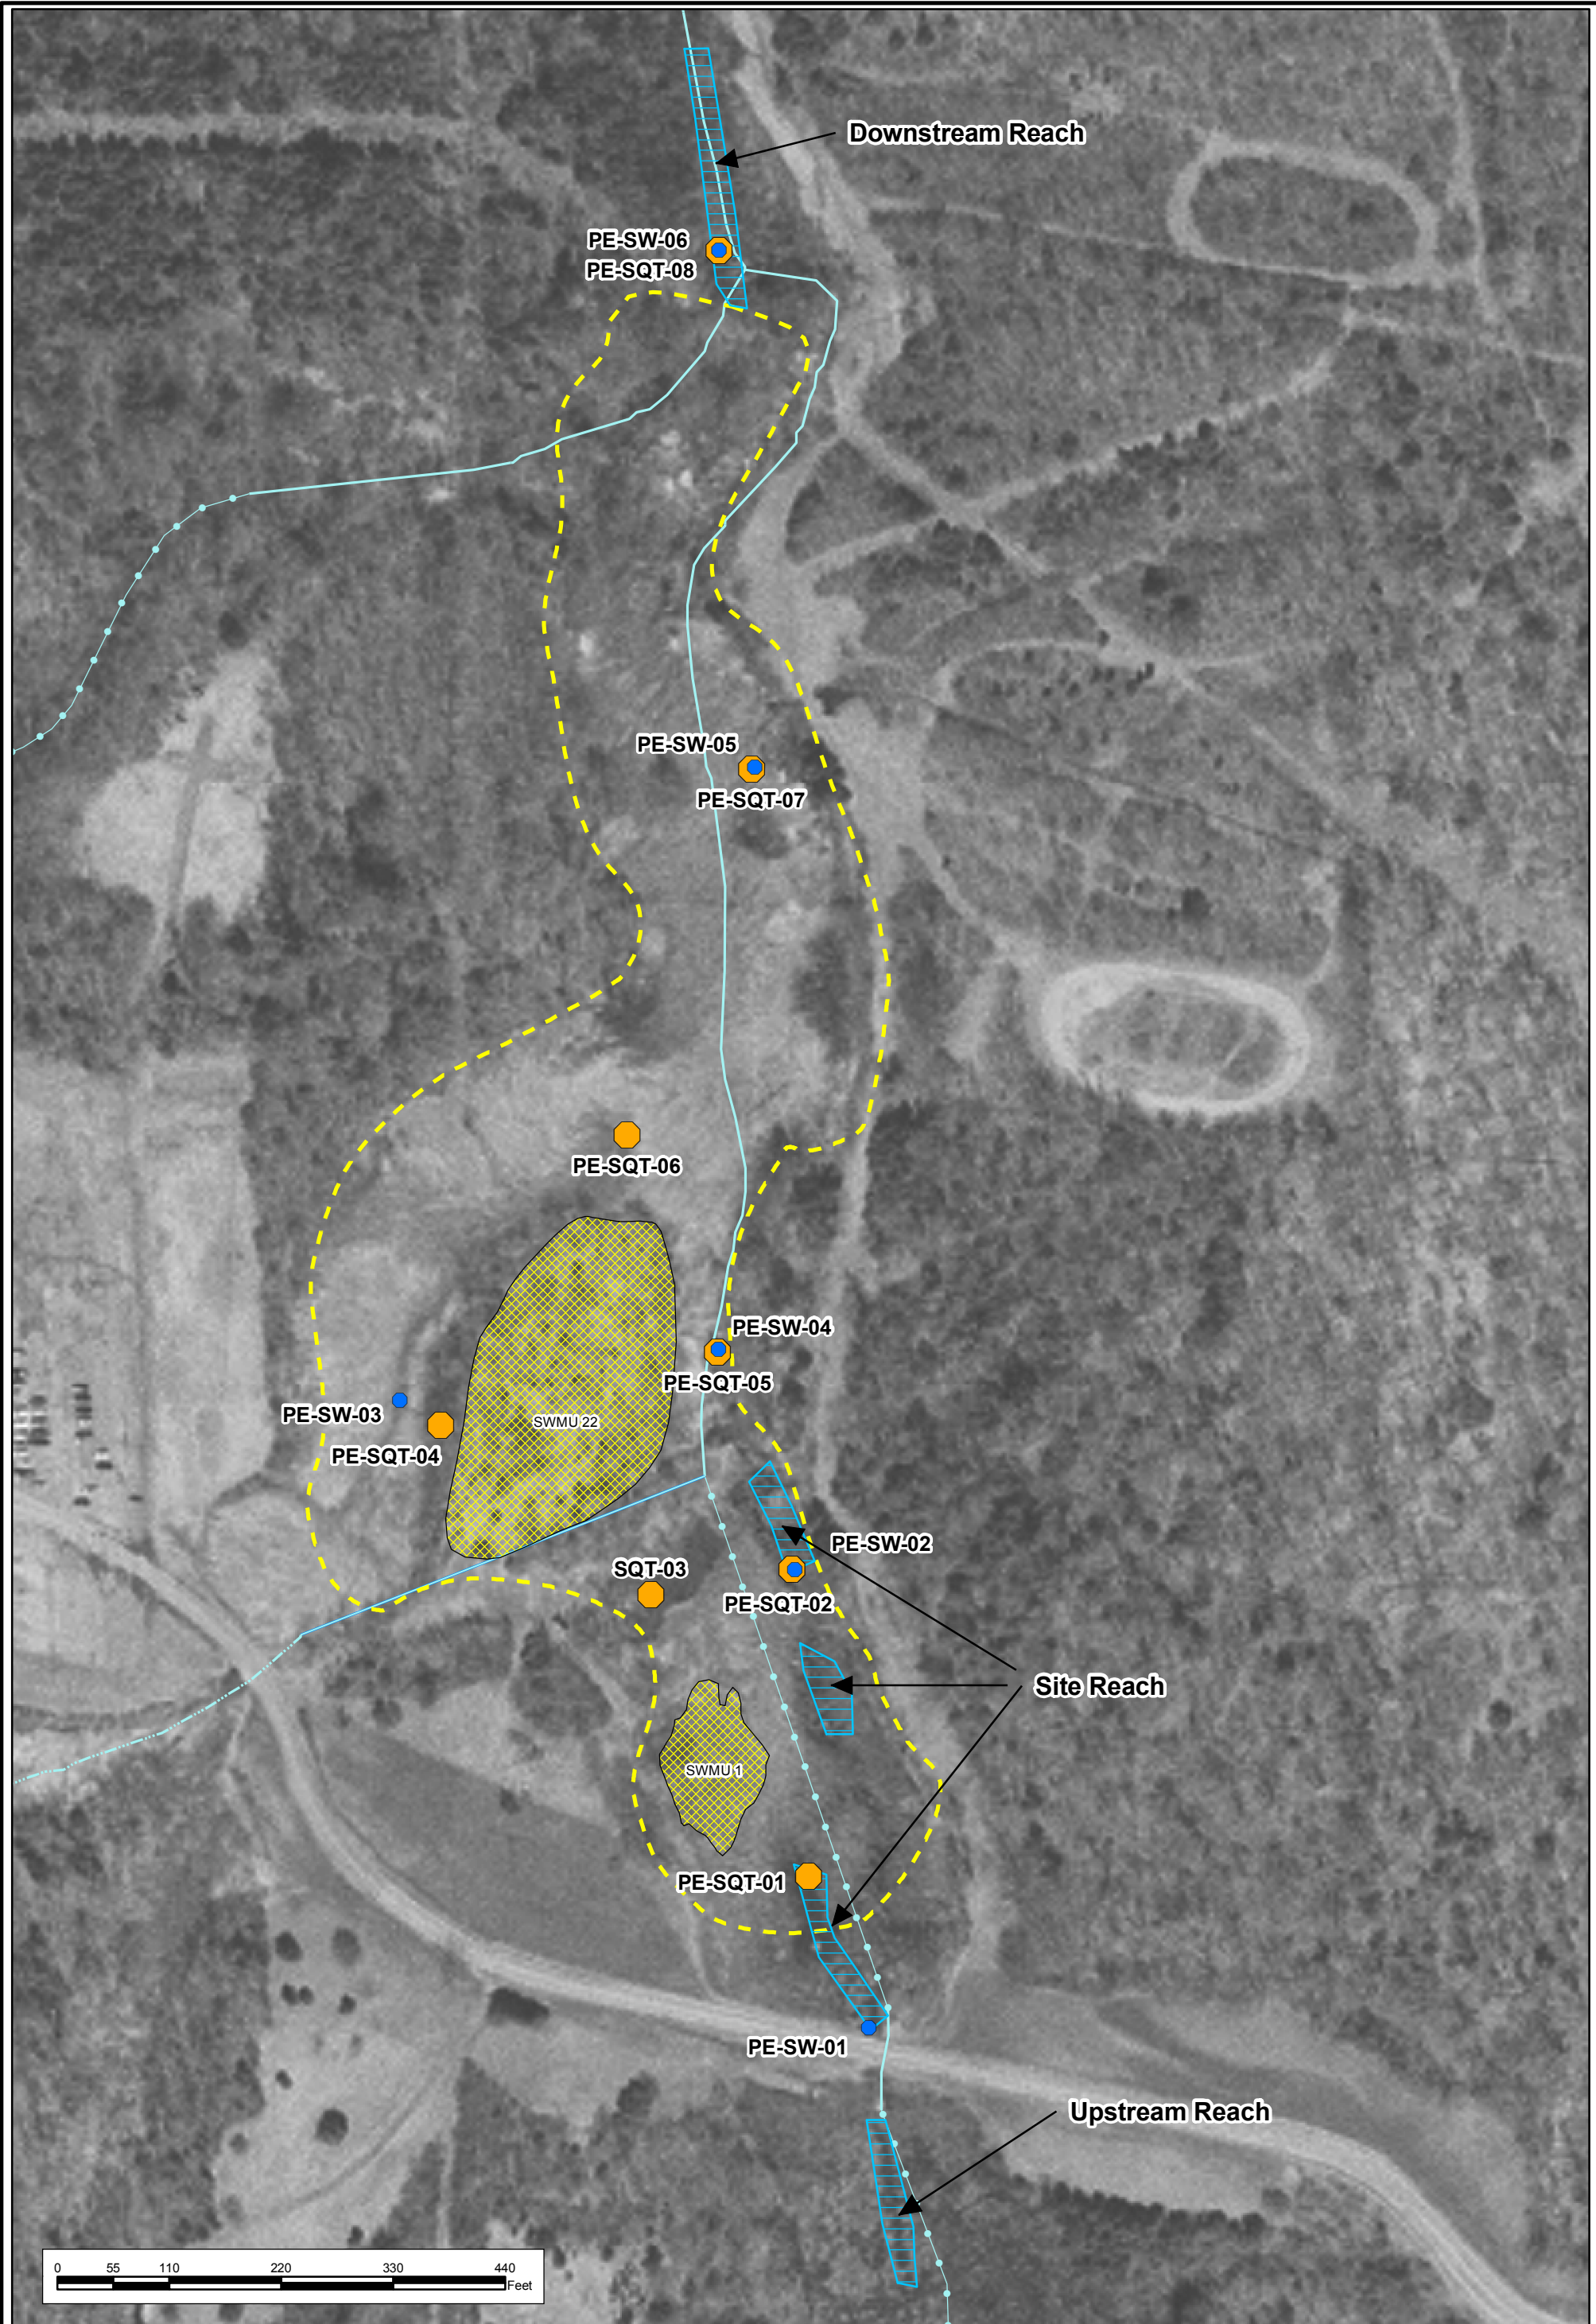 Downstream Reach
PE-SW-06
PE-SQT-08
PE-SW-05
PE-SQT-07
PE-SQT-06
PE-SW-04
PE-SQT-05
PE-SW-03
PE-SQT-04
SWMU 22
PE-SW-02
SQT-03
PE-SQT-02
Site Reach
SWMU 1
PE-SQT-01
PE-SW-01
Upstream Reach
0 55 110 220 330 440
Feet